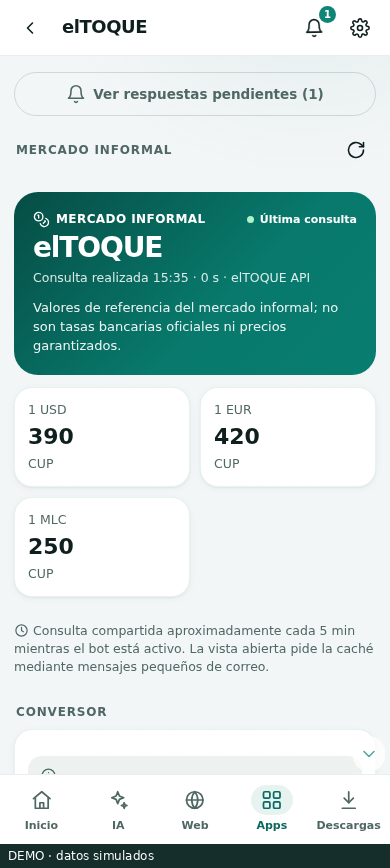 elTOQUE
1
Ver respuestas pendientes (1)
MERCADO INFORMAL
MERCADO INFORMAL
Última consulta
elTOQUE
Consulta realizada 15:35 · 0 s · elTOQUE API
Valores de referencia del mercado informal; no
son tasas bancarias oficiales ni precios
garantizados.
1 USD
390
CUP
1 EUR
420
CUP
1 MLC
250
CUP
Consulta compartida aproximadamente cada 5 min
mientras el bot está activo. La vista abierta pide la caché
mediante mensajes pequeños de correo.
CONVERSOR
Inicio
IA
Web
Apps
Descargas
DEMO · datos simulados